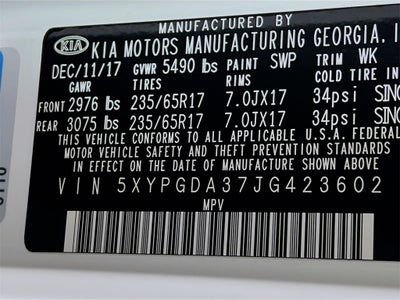 MANUFACTURED BY
KIA KIA MOTORS MANUFACTURING GEORGIA, I
DEC/11/17 GVWR 5490 lbs PAINT SWP TRIM WK
GAWR TIRES RIMS COLD TIRE IN
FRONT 2976 lbs 235/65R17 7.0JX17 34psi SING
REAR 3075 lbs 235/65R17 7.0JX17 34psi SING
THIS VEHICLE CONFORMS TO ALL APPLICABLE U.S.A. FEDERAL
MOTOR VEHICLE SAFETY AND THEFT PREVENTION STANDARDS
IN EFFECT ON THE DATE OF MANUFACTURE SHOWN ABOVE
VIN 5XYPGDA37JG423602
MPV